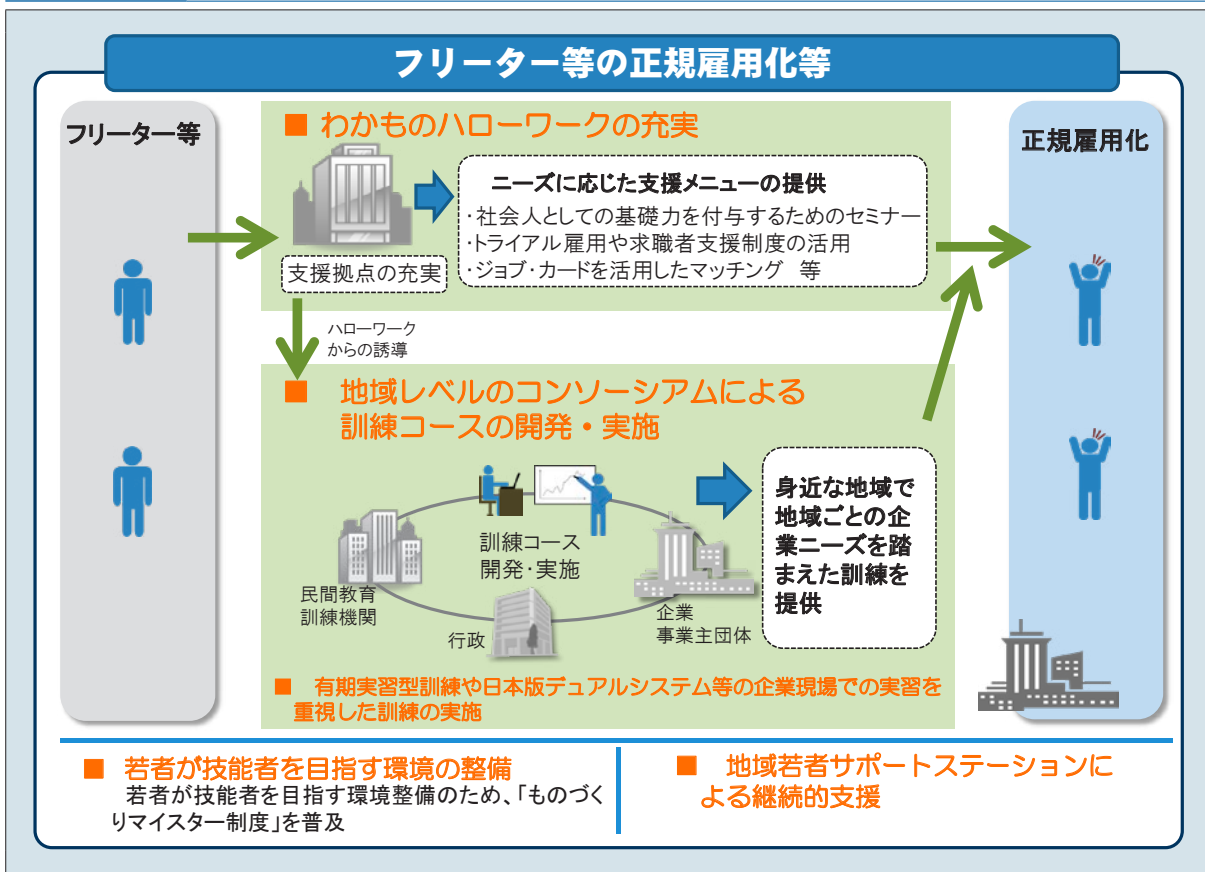 フリーター等の正規雇用化等
フリーター等
■ わかものハローワークの充実
支援拠点の充実
ニーズに応じた支援メニューの提供
・社会人としての基礎力を付与するためのセミナー
・トライアル雇用や求職者支援制度の活用
・ジョブ・カードを活用したマッチング 等
ハローワーク
からの誘導
■ 地域レベルのコンソーシアムによる
訓練コースの開発・実施
訓練コース
開発・実施
民間教育
訓練機関
行政
企業
事業主団体
身近な地域で
地域ごとの企
業ニーズを踏
まえた訓練を
提供
■ 有期実習型訓練や日本版デュアルシステム等の企業現場での実習を
重視した訓練の実施
正規雇用化
■ 若者が技能者を目指す環境の整備
若者が技能者を目指す環境整備のため、「ものづく
りマイスター制度」を普及
■ 地域若者サポートステーションに
よる継続的支援